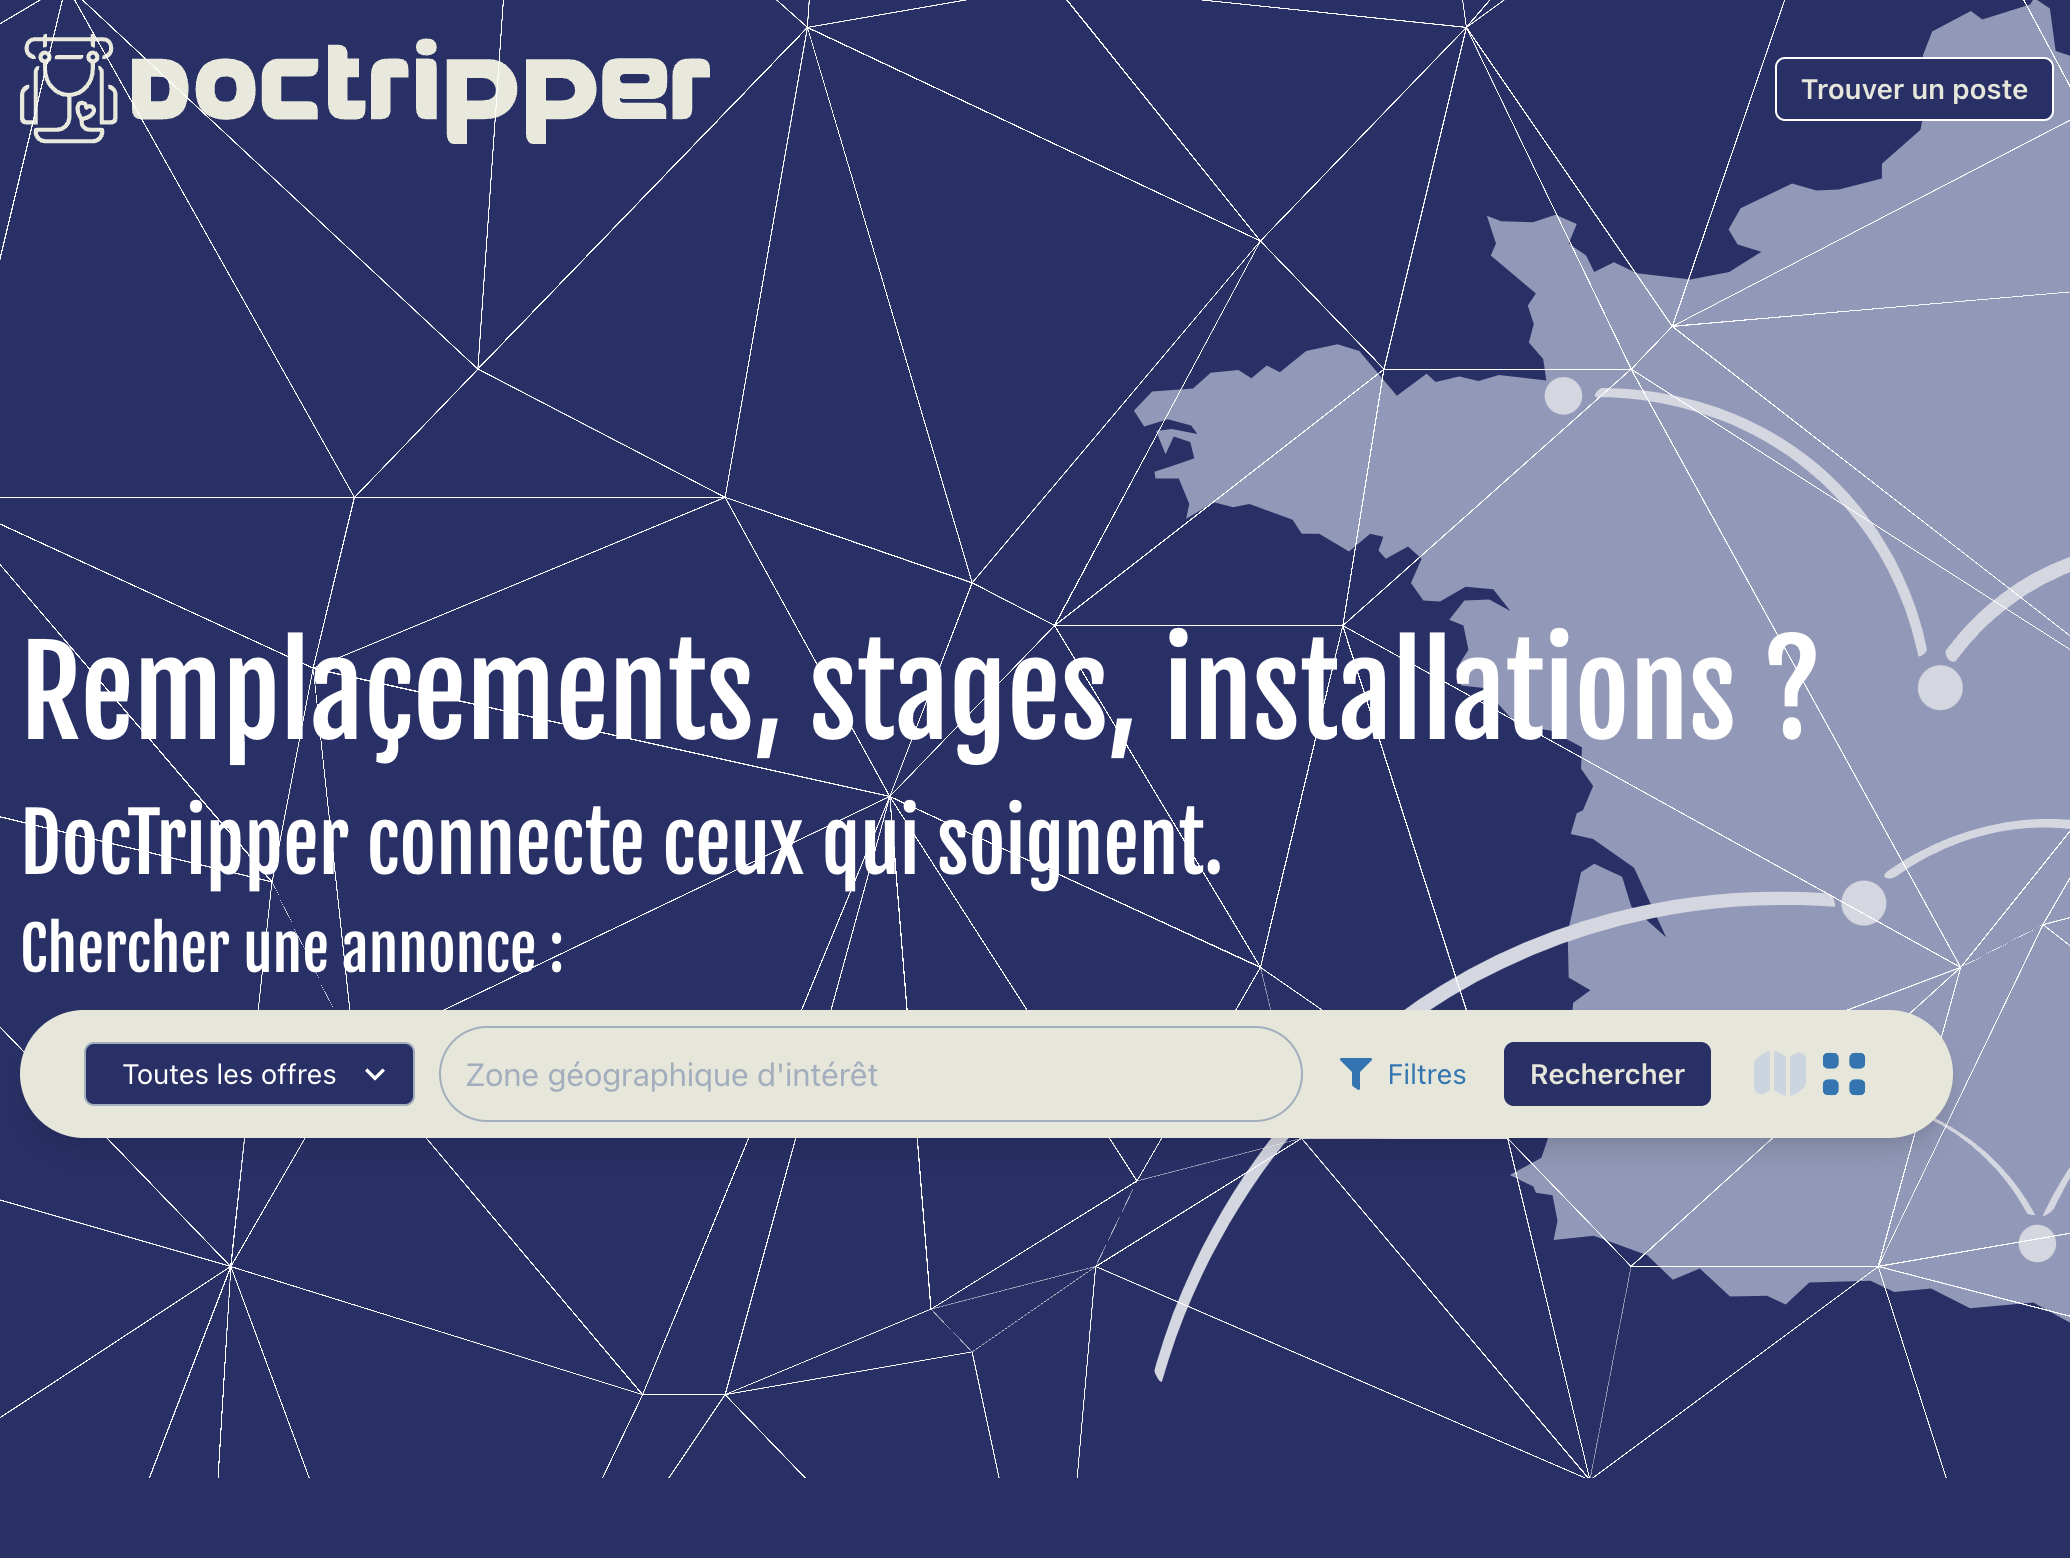 Doctripper
Trouver un poste
Remplaçements, stages, installations ?
DocTripper connecte ceux qui soignent.
Chercher une annonce :
Toutes les offres
Zone géographique d'intérêt
Filtres
Rechercher